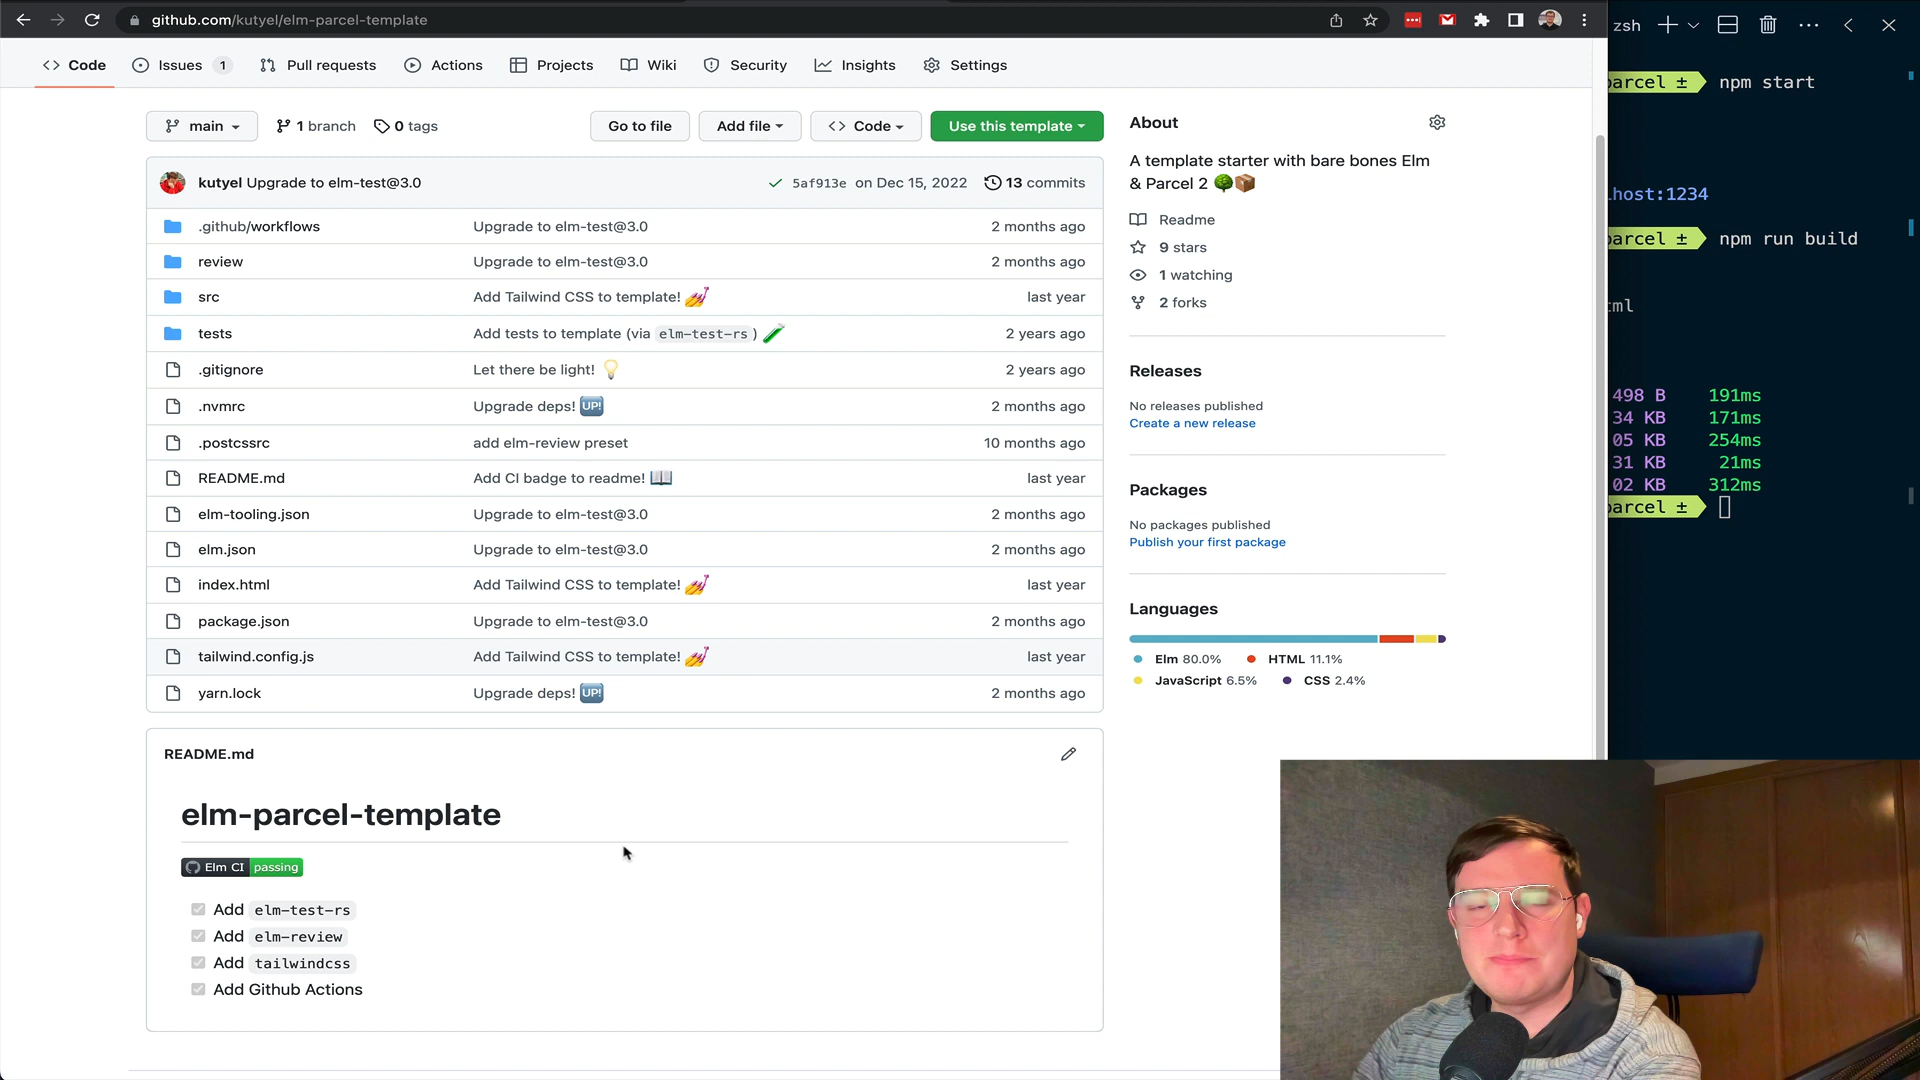 github.com/kutyel/elm-parcel-template
Code
Issues 1
Pull requests
Actions
Projects
Wiki
Security
Insights
Settings
main
1 branch
0 tags
Go to file
Add file
Code
Use this template
kutyel Upgrade to elm-test@3.0 5af913e on Dec 15, 2022 13 commits
.github/workflows Upgrade to elm-test@3.0 2 months ago
review Upgrade to elm-test@3.0 2 months ago
src Add Tailwind CSS to template! 💅 last year
tests Add tests to template (via elm-test-rs) 🧪 2 years ago
.gitignore Let there be light! 💡 2 years ago
.nvmrc Upgrade deps! 🆙 2 months ago
.postcssrc add elm-review preset 10 months ago
README.md Add CI badge to readme! 📖 last year
elm-tooling.json Upgrade to elm-test@3.0 2 months ago
elm.json Upgrade to elm-test@3.0 2 months ago
index.html Add Tailwind CSS to template! 💅 last year
package.json Upgrade to elm-test@3.0 2 months ago
tailwind.config.js Add Tailwind CSS to template! 💅 last year
yarn.lock Upgrade deps! 🆙 2 months ago
README.md
elm-parcel-template
Elm CI passing
Add elm-test-rs
Add elm-review
Add tailwindcss
Add Github Actions
About
A template starter with bare bones Elm
& Parcel 2 🌳📦
Readme
9 stars
1 watching
2 forks
Releases
No releases published
Create a new release
Packages
No packages published
Publish your first package
Languages
Elm 80.0% HTML 11.1%
JavaScript 6.5% CSS 2.4%
zsh
parcel ± npm start
lhost:1234
parcel ± npm run build
tml
498 B 191ms
34 KB 171ms
05 KB 254ms
31 KB 21ms
02 KB 312ms
parcel ±